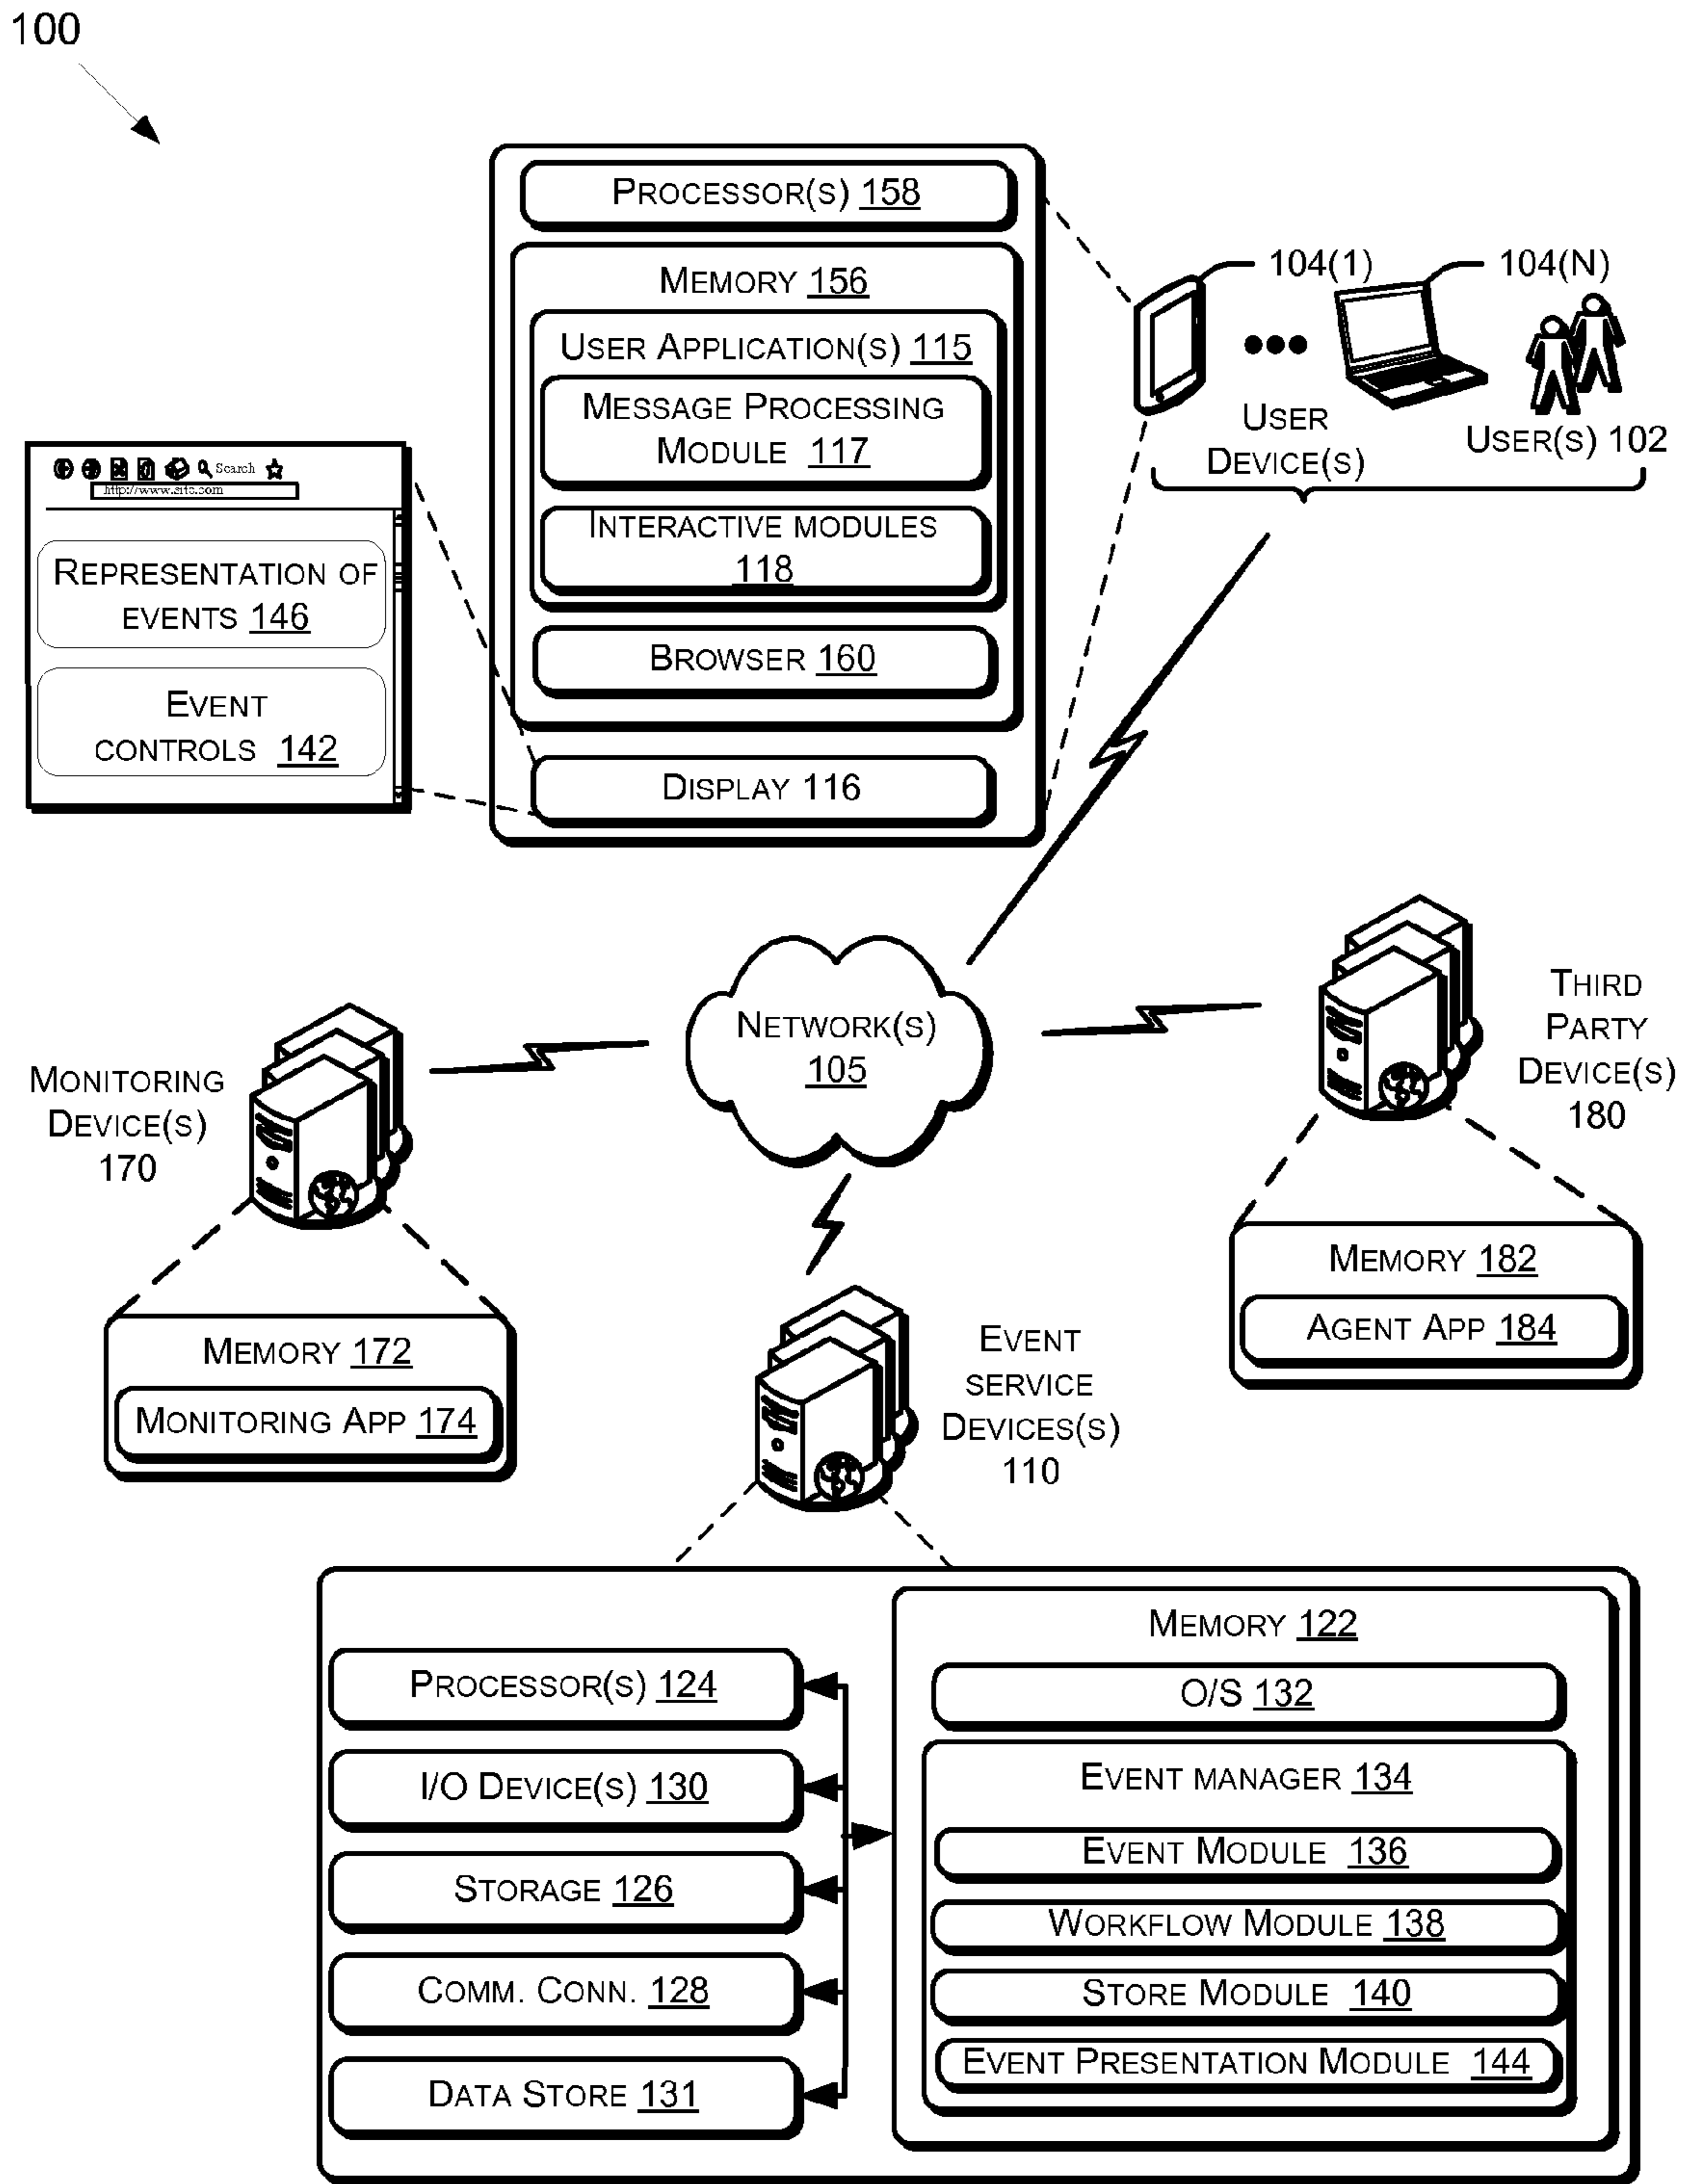 100
PROCESSOR(S) 158
MEMORY 156
USER APPLICATION(S) 115
MESSAGE PROCESSING
MODULE 117
INTERACTIVE MODULES
118
BROWSER 160
DISPLAY 116
104(1)
104(N)
USER
DEVICE(S)
USER(S) 102
Search
http://www.site.com
REPRESENTATION OF
EVENTS 146
EVENT
CONTROLS 142
NETWORK(S)
105
MONITORING
DEVICE(S)
170
MEMORY 172
MONITORING APP 174
THIRD
PARTY
DEVICE(S)
180
MEMORY 182
AGENT APP 184
EVENT
SERVICE
DEVICES(S)
110
PROCESSOR(S) 124
I/O DEVICE(S) 130
STORAGE 126
COMM. CONN. 128
DATA STORE 131
MEMORY 122
O/S 132
EVENT MANAGER 134
EVENT MODULE 136
WORKFLOW MODULE 138
STORE MODULE 140
EVENT PRESENTATION MODULE 144